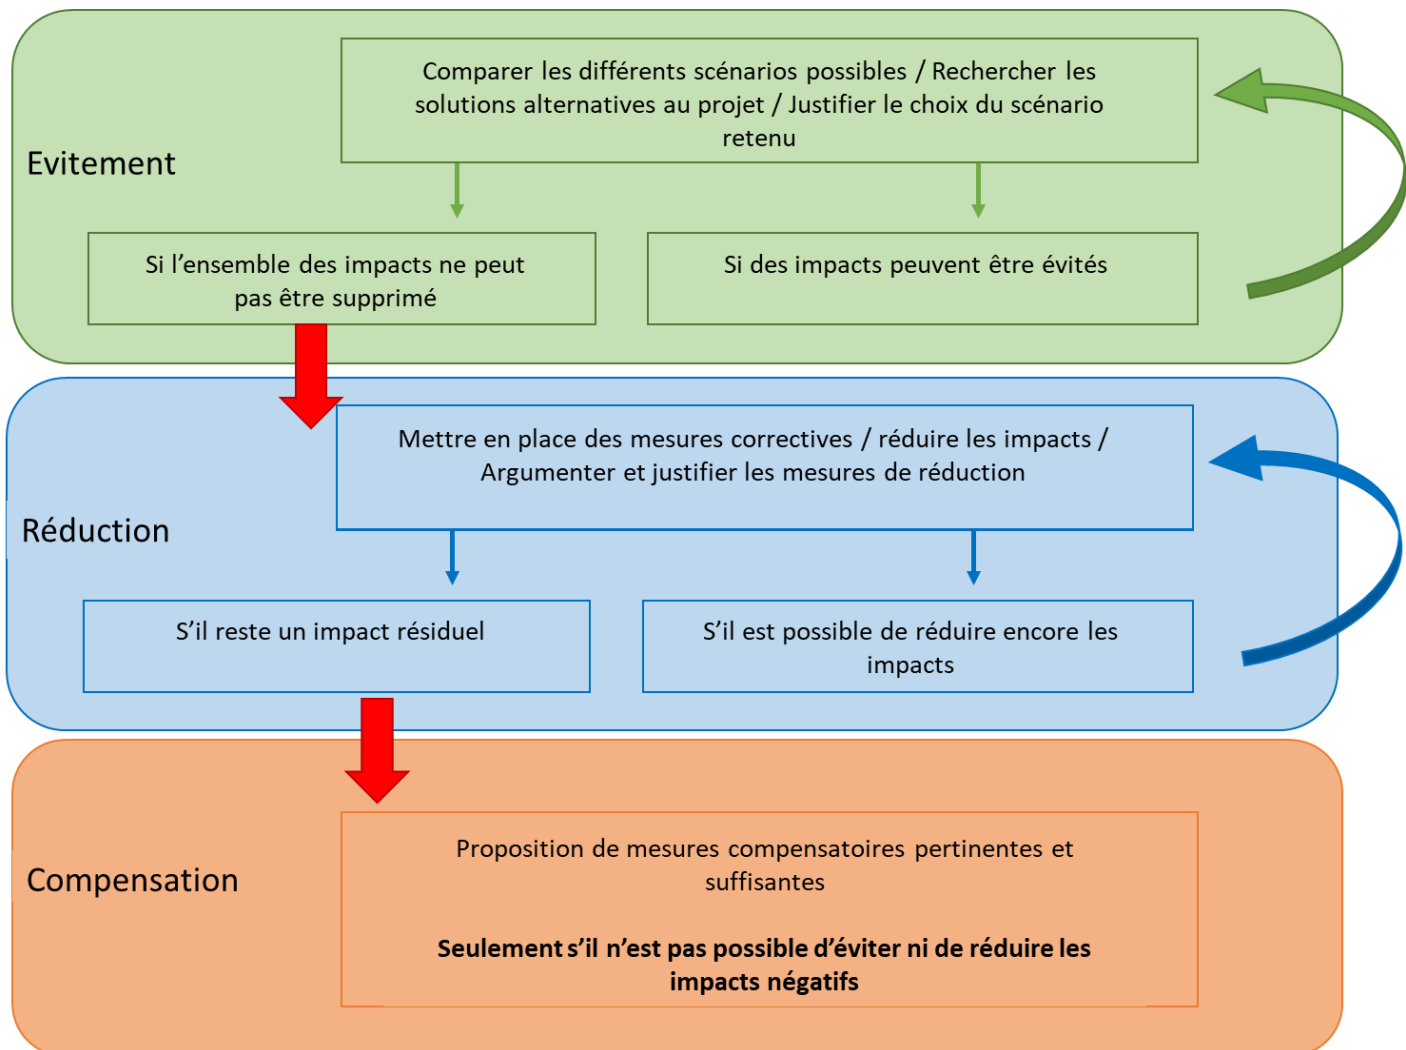 Evitement
Comparer les différents scénarios possibles / Rechercher les
solutions alternatives au projet / Justifier le choix du scénario
retenu
Si l’ensemble des impacts ne peut
pas être supprimé
Si des impacts peuvent être évités
Réduction
Mettre en place des mesures correctives / réduire les impacts /
Argumenter et justifier les mesures de réduction
S’il reste un impact résiduel
S’il est possible de réduire encore les
impacts
Compensation
Proposition de mesures compensatoires pertinentes et
suffisantes
Seulement s’il n’est pas possible d’éviter ni de réduire les
impacts négatifs